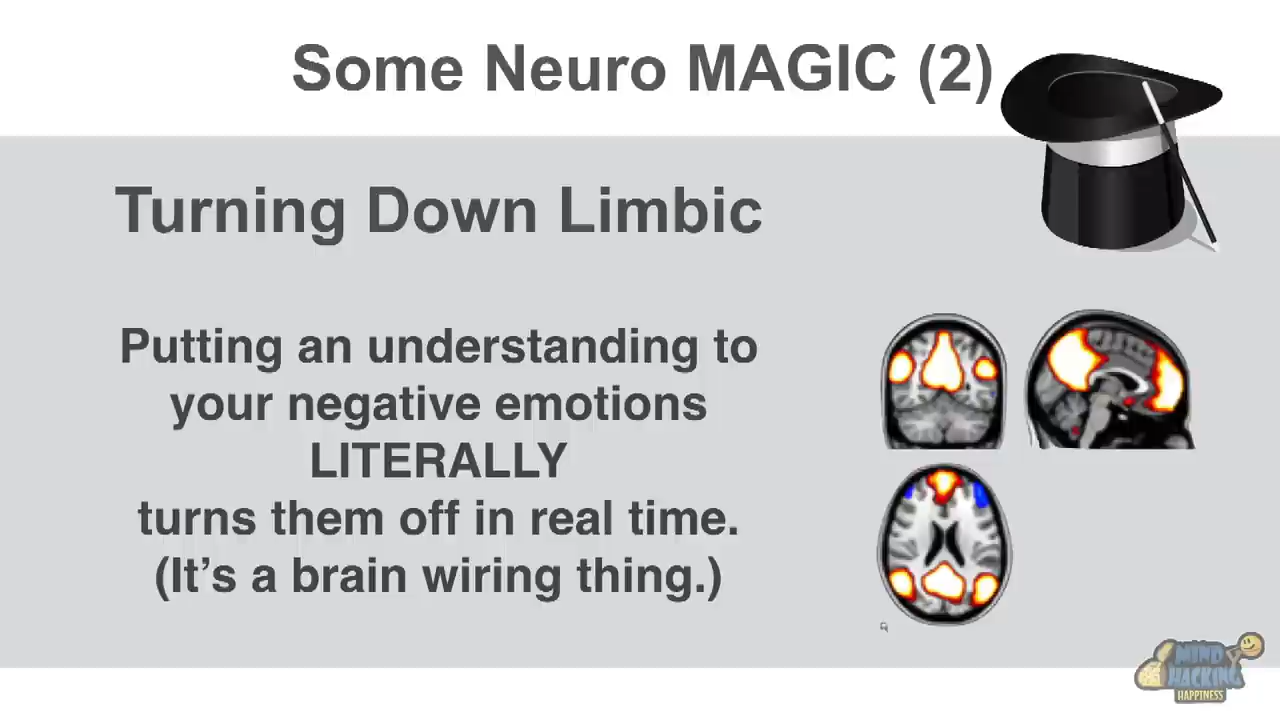 Some Neuro MAGIC (2)
Turning Down Limbic
Putting an understanding to
your negative emotions
LITERALLY
turns them off in real time.
(It's a brain wiring thing.)
MIND
HACKING
HAPPINESS